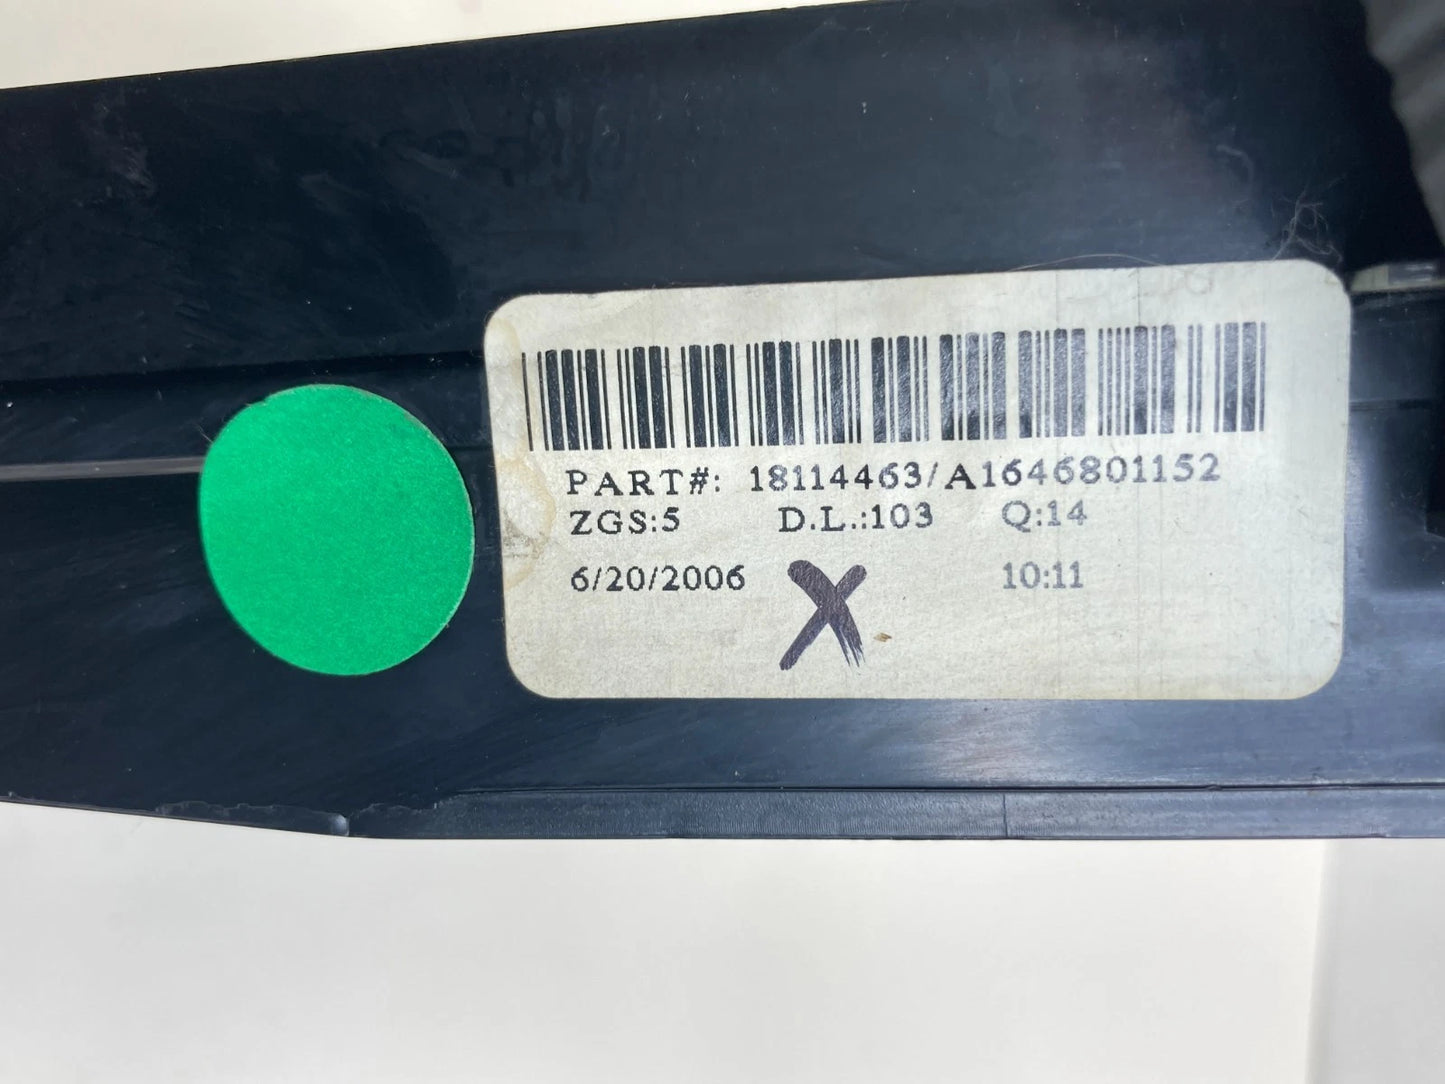 PART#: 18114463/A1646801152
ZGS:5 D.L.:103 Q:14
6/20/2006 10:11
X